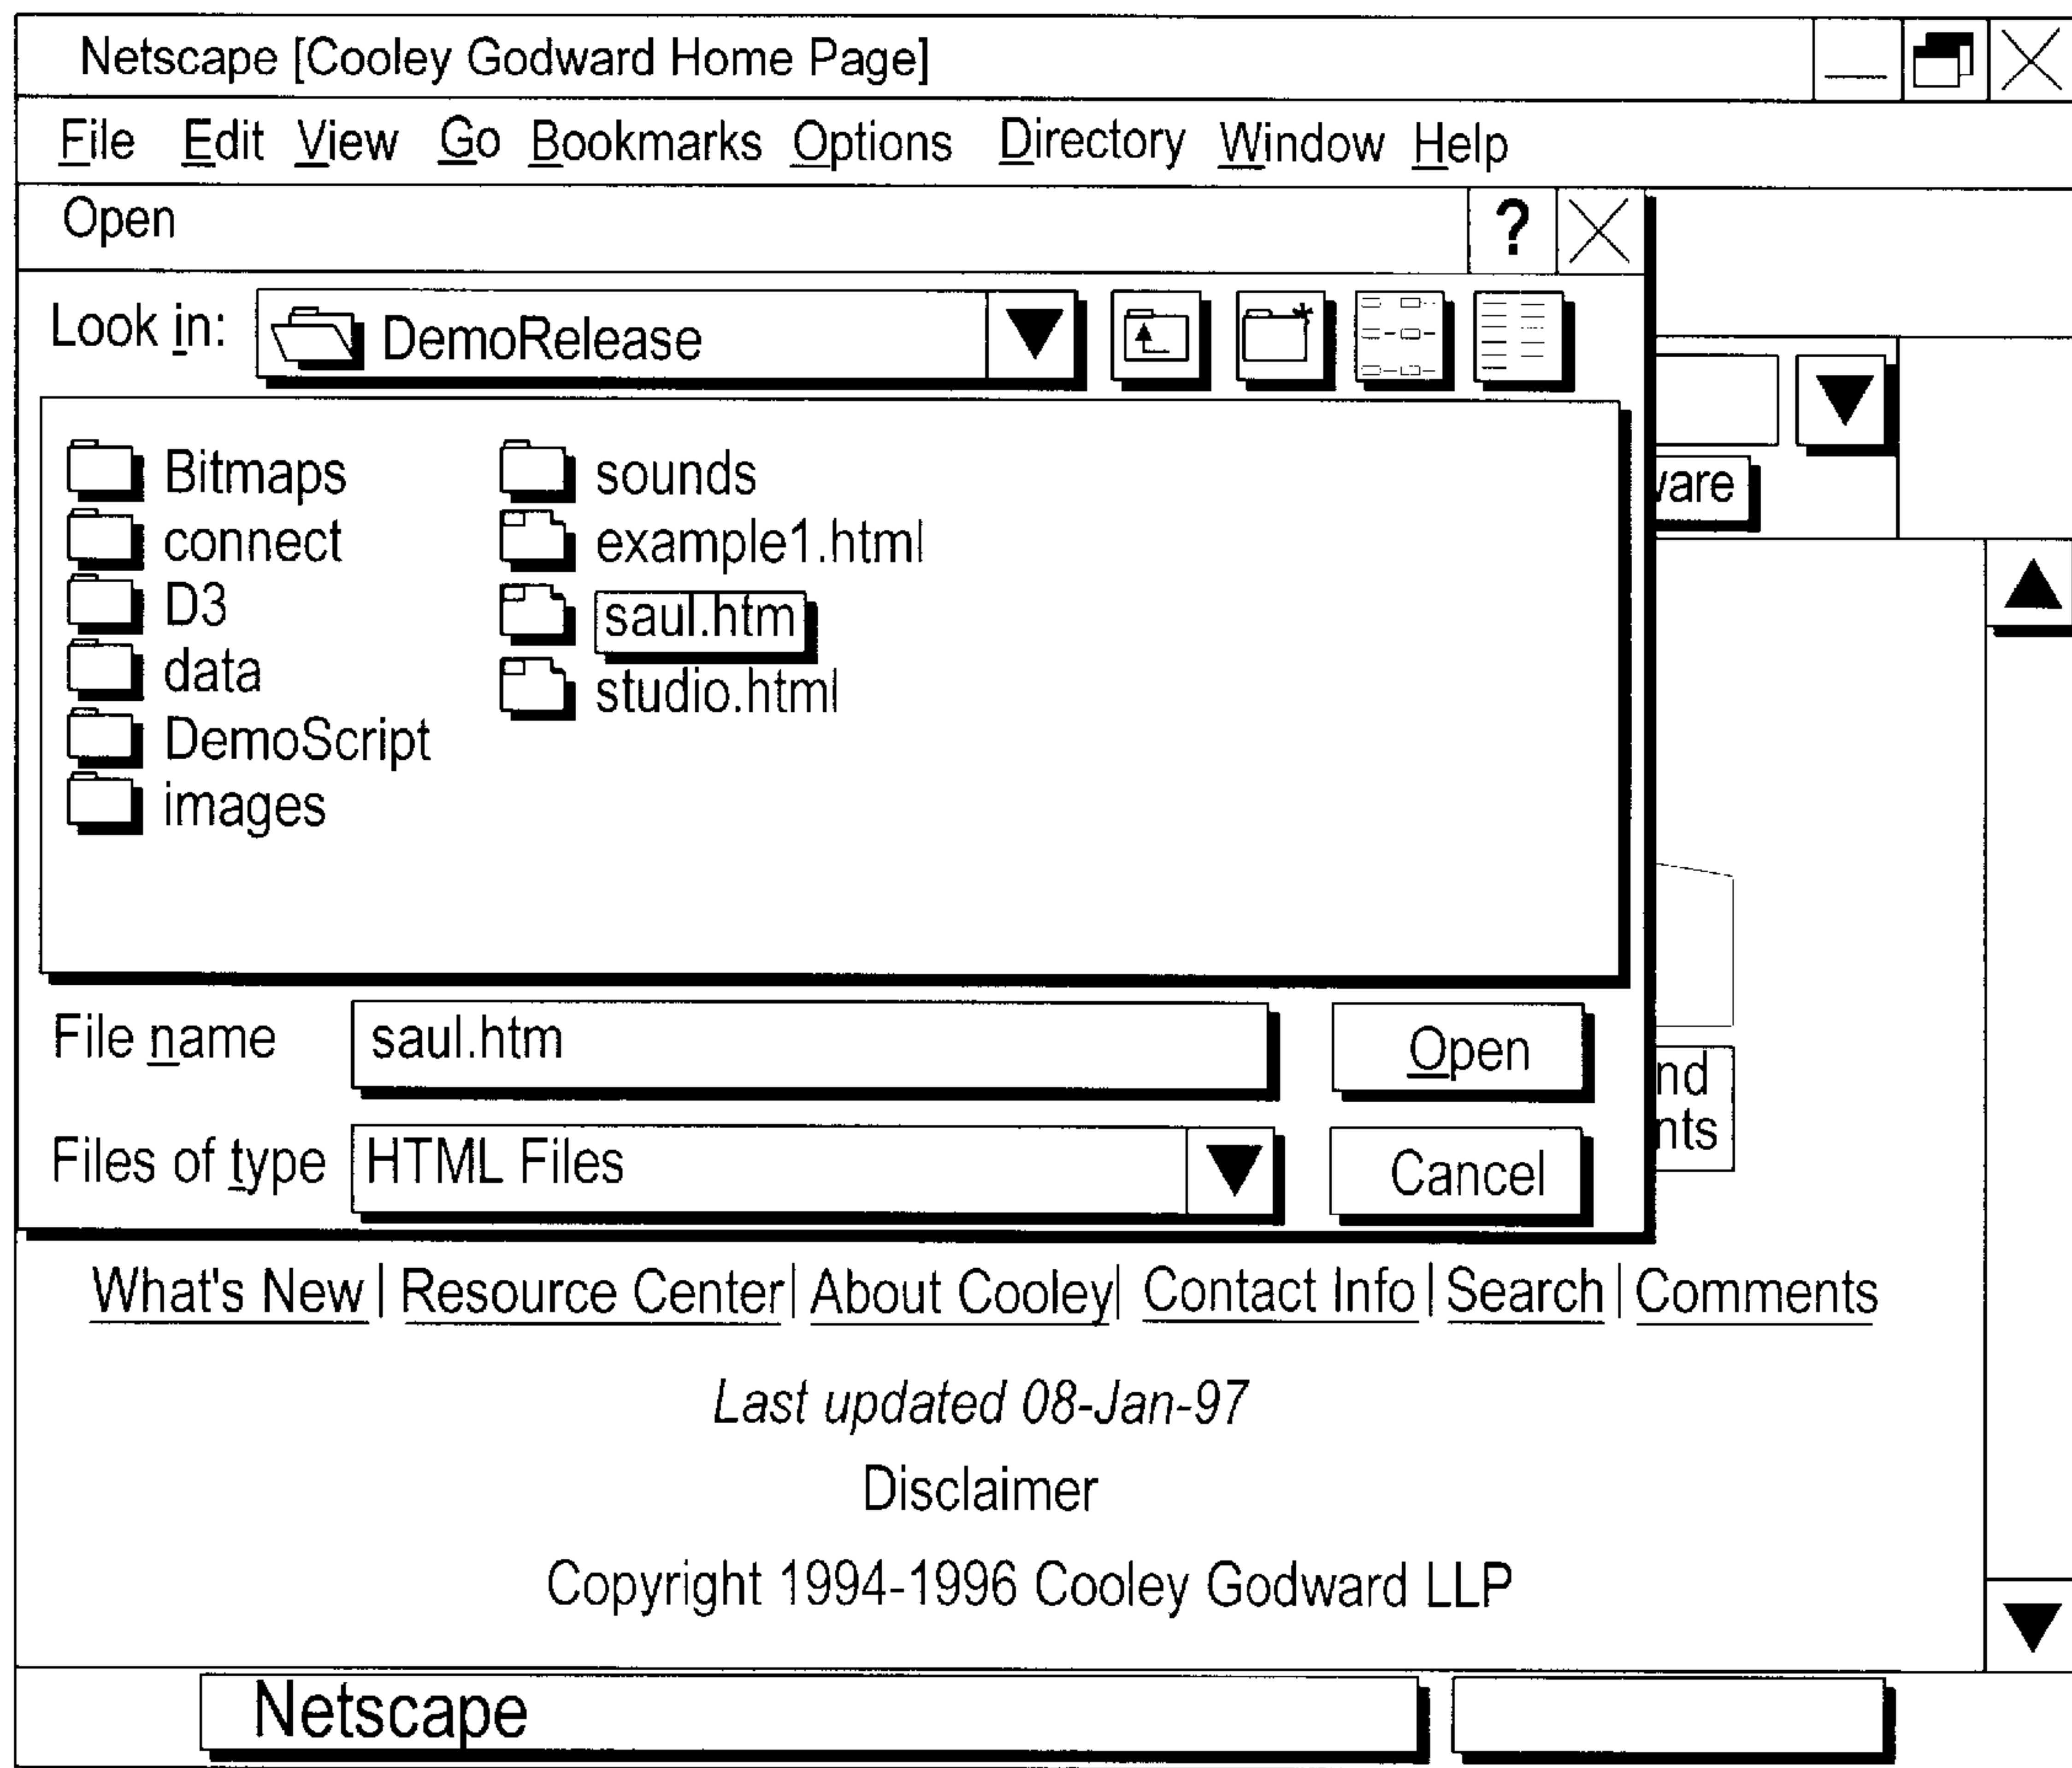 Netscape [Cooley Godward Home Page]
File Edit View Go Bookmarks Options Directory Window Help
Open ?
Look in: DemoRelease
Bitmaps
connect
D3
data
DemoScript
images
sounds
example1.html
saul.htm
studio.html
ware
File name saul.htm Open
nd
nts
Files of type HTML Files Cancel
What's New | Resource Center | About Cooley | Contact Info | Search | Comments
Last updated 08-Jan-97
Disclaimer
Copyright 1994-1996 Cooley Godward LLP
Netscape